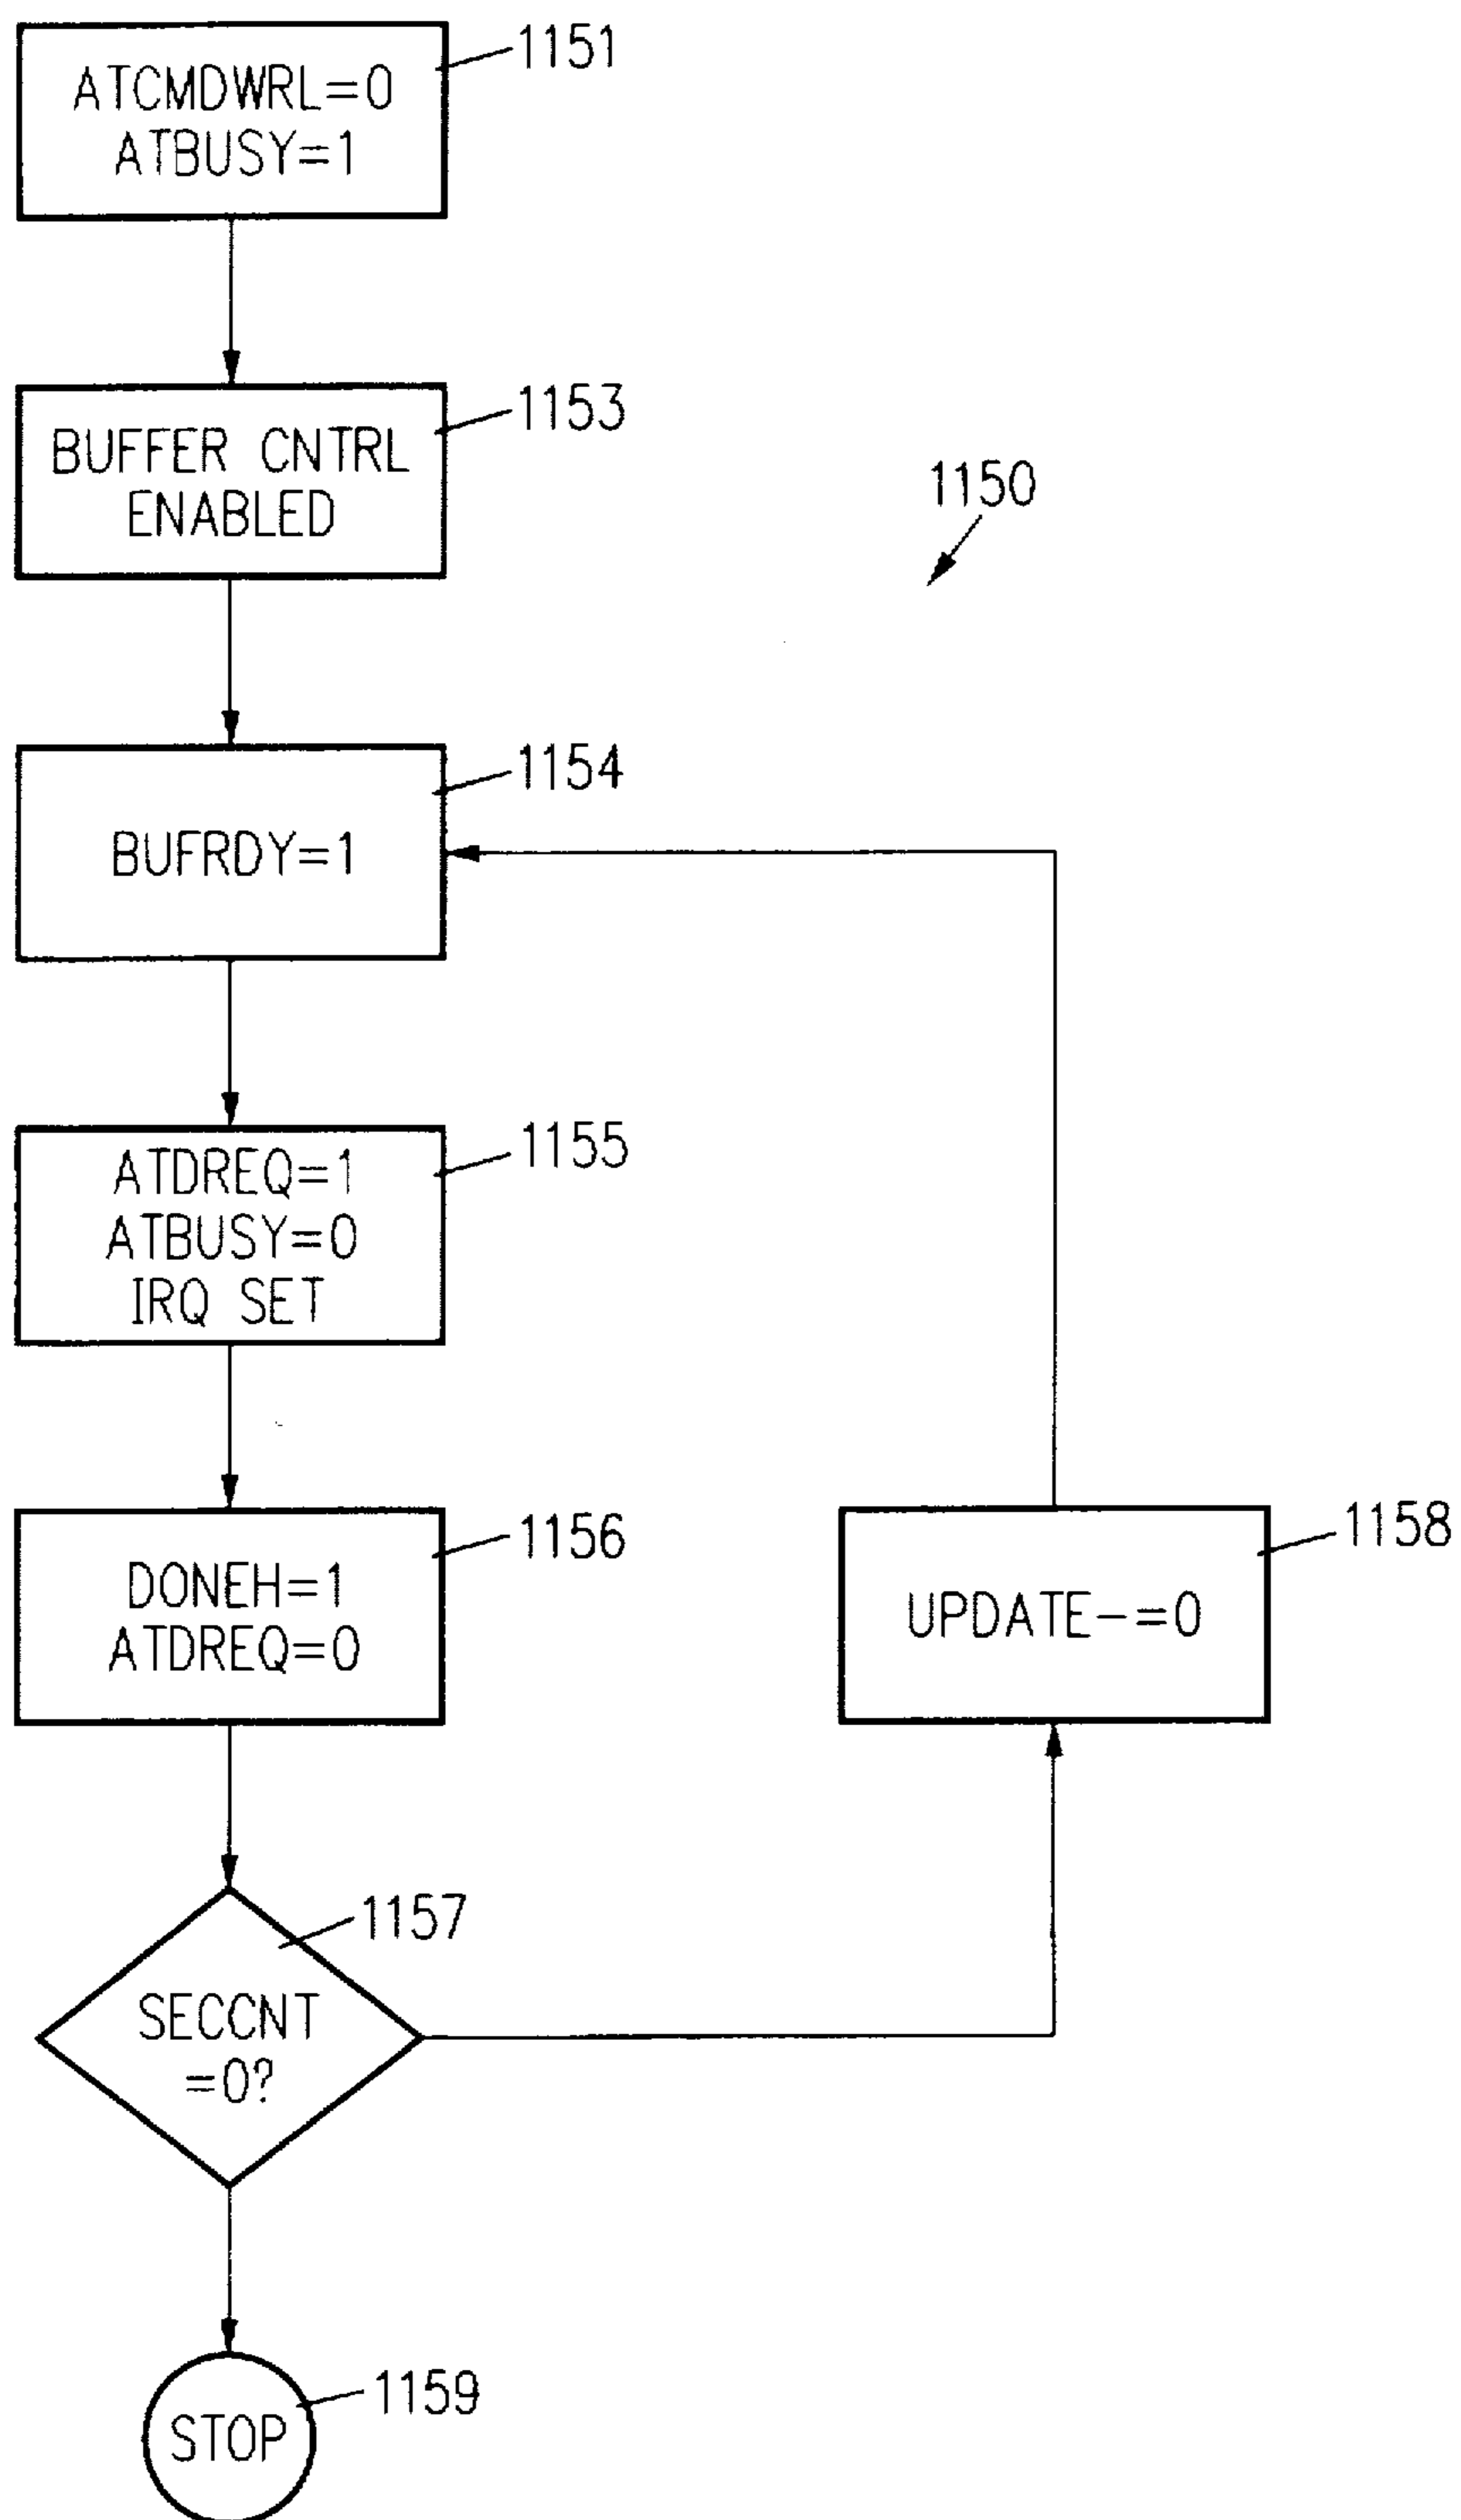 1151
ATCMDWRL=0
ATBUSY=1
1153
BUFFER CNTRL
ENABLED
1150
1154
BUFRDY=1
1155
ATDREQ=1
ATBUSY=0
IRQ SET
1156
DONEH=1
ATDREQ=0
1158
UPDATE-=0
1157
SECCNT
=0?
1159
STOP